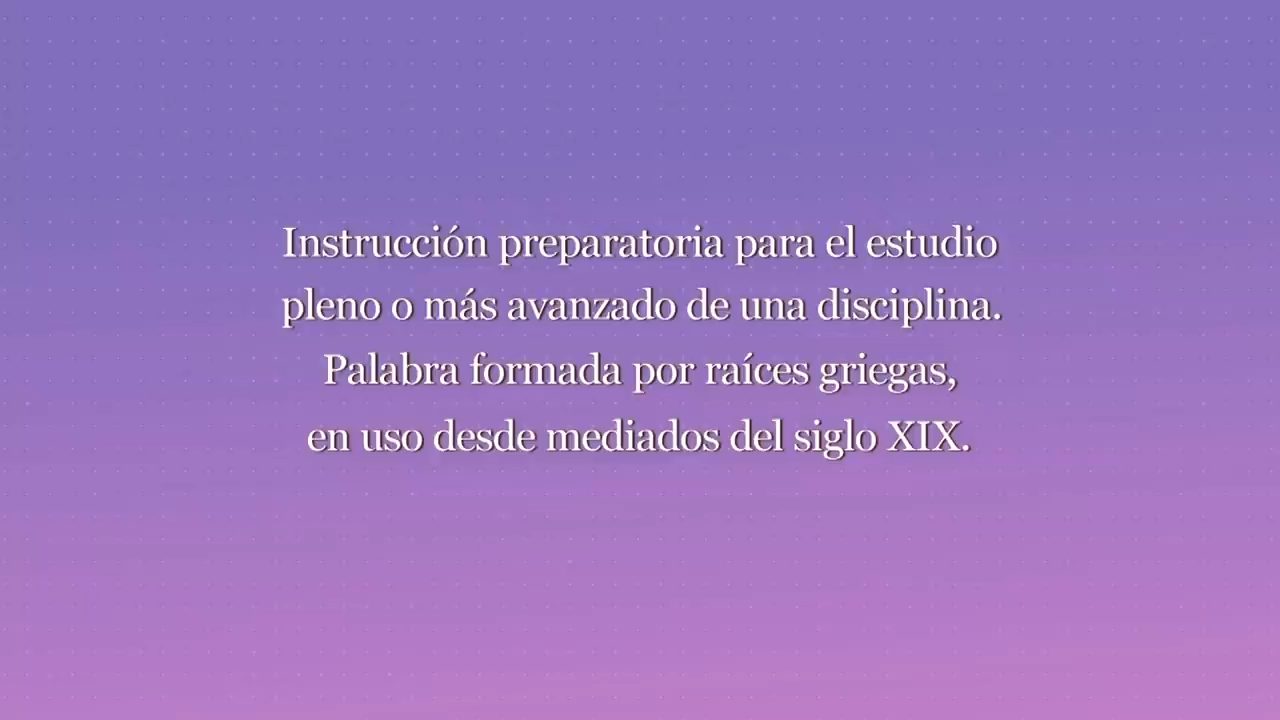 Instrucción preparatoria para el estudio
pleno o más avanzado de una disciplina.
Palabra formada por raíces griegas,
en uso desde mediados del siglo XIX.